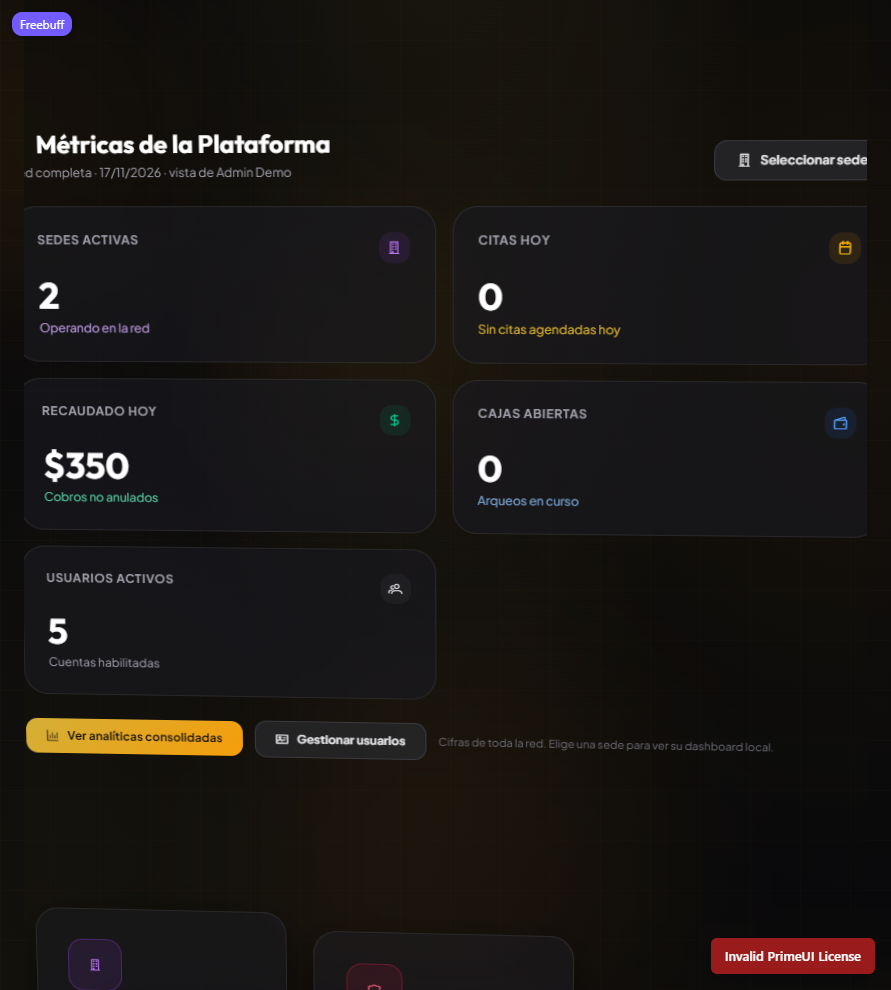 Freebuff
Métricas de la Plataforma
d completa · 17/11/2026 · vista de Admin Demo
Seleccionar sede
SEDES ACTIVAS
2
Operando en la red
CITAS HOY
0
Sin citas agendadas hoy
RECAUDADO HOY
$
$350
Cobros no anulados
CAJAS ABIERTAS
0
Arqueos en curso
USUARIOS ACTIVOS
5
Cuentas habilitadas
Ver analíticas consolidadas
Gestionar usuarios
Cifras de toda la red. Elige una sede para ver su dashboard local.
Invalid PrimeUI License